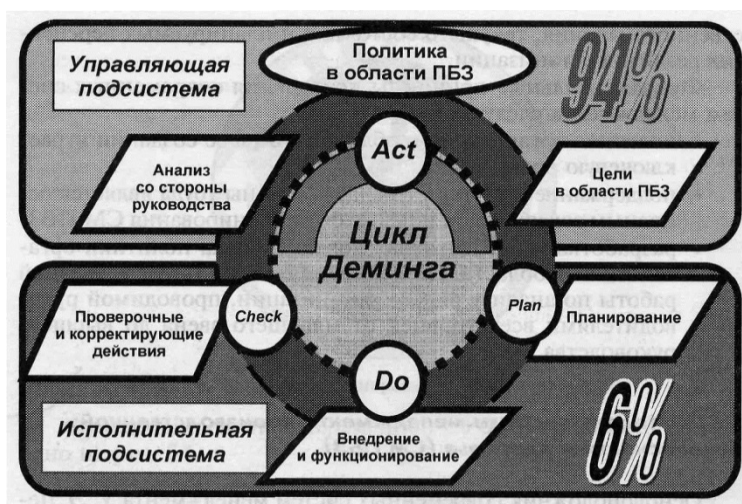 Управляющая
подсистема
Политика
в области ПБЗ
94%
Анализ
со стороны
руководства
Act
Цели
в области ПБЗ
Цикл
Деминга
Проверочные
и корректирующие
действия
Check
Plan
Планирование
Do
Исполнительная
подсистема
Внедрение
и функционирование
6%